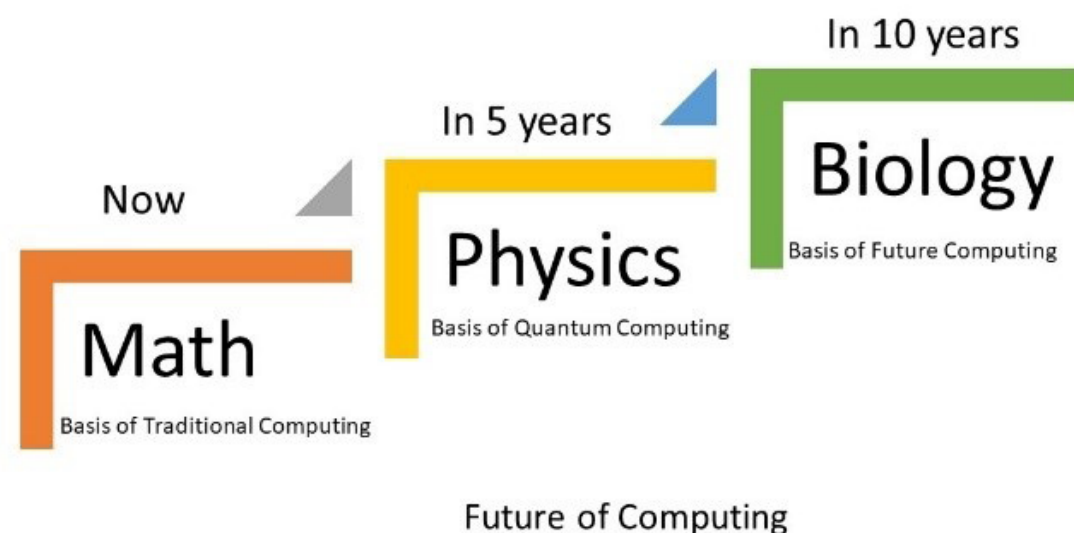 Now
Math
Basis of Traditional Computing
In 5 years
Physics
Basis of Quantum Computing
In 10 years
Biology
Basis of Future Computing
Future of Computing